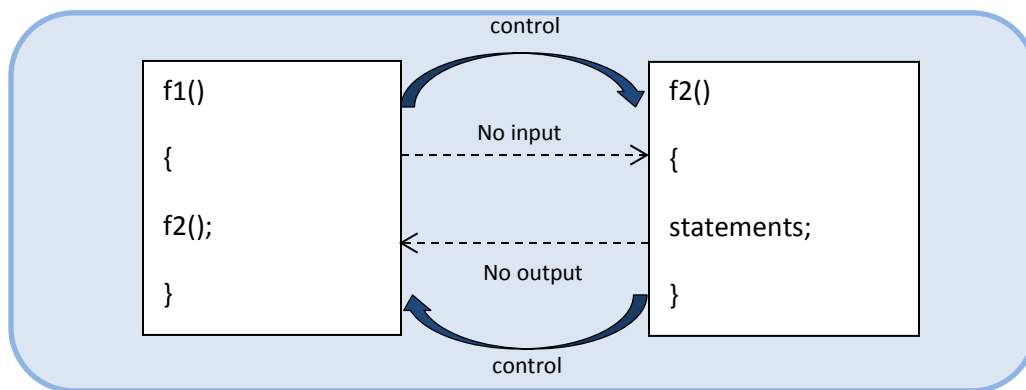 control
f1()
{
f2();
}
No input
No output
f2()
{
statements;
}
control